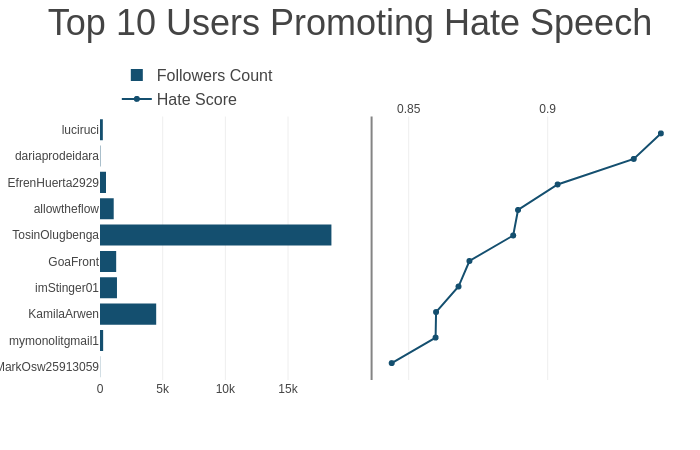 Top 10 Users Promoting Hate Speech
Followers Count
Hate Score
0.85 0.9
luciruci
dariaprodeidara
EfrenHuerta2929
allowtheflow
TosinOlugbenga
GoaFront
imStinger01
KamilaArwen
mymonolitgmail1
MarkOsw25913059
0 5k 10k 15k